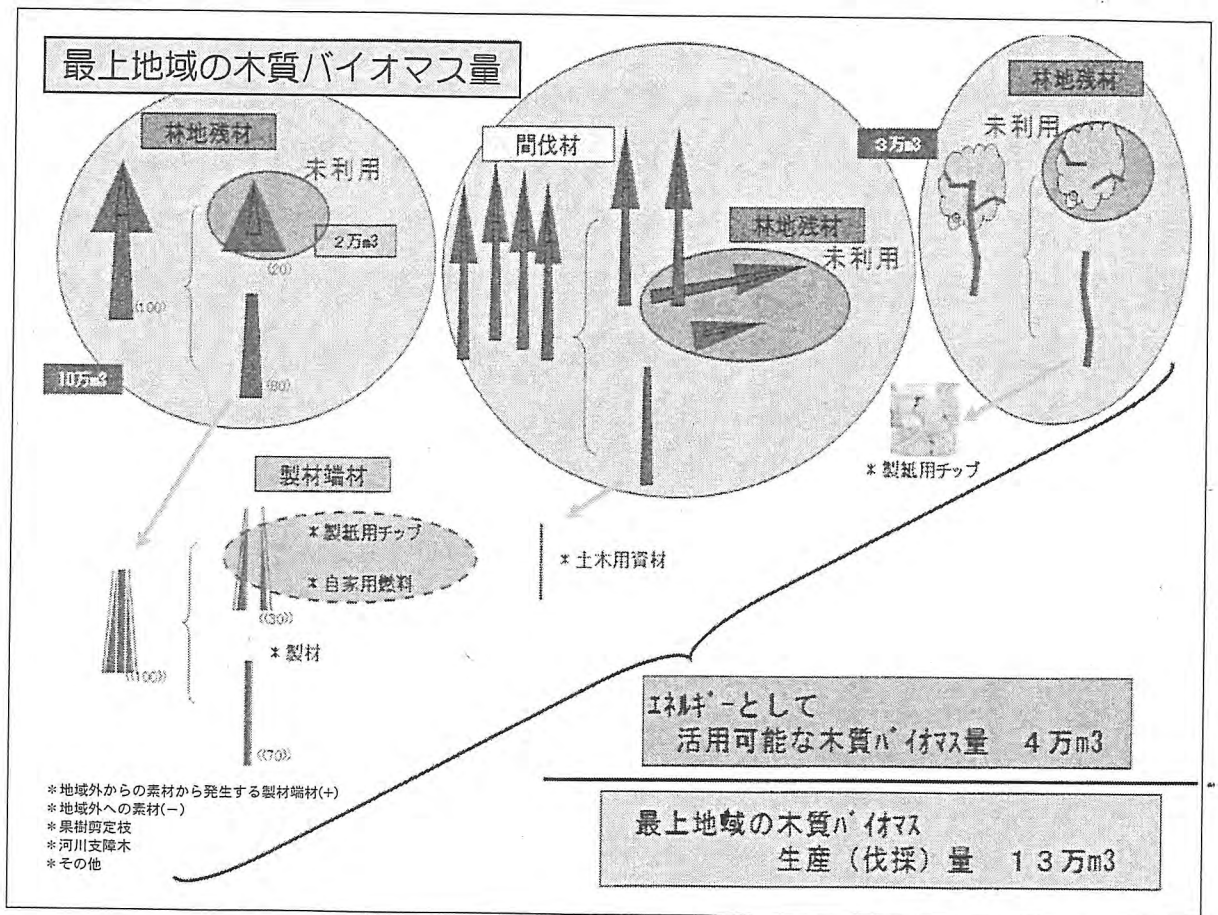 最上地域の木質バイオマス量
林地残材
未利用
2万m3
(20)
(100)
(80)
10万m3
間伐材
林地残材
未利用
3万m3
林地残材
未利用
*製紙用チップ
製材端材
*製紙用チップ
*自家用燃料
((30))
((100))
*製材
((70))
*土木用資材
エネルギーとして
活用可能な木質バイオマス量 4万m3
最上地域の木質バイオマス
生産(伐採)量 13万m3
*地域外からの素材から発生する製材端材(+)
*地域外への素材(−)
*果樹剪定枝
*河川支障木
*その他